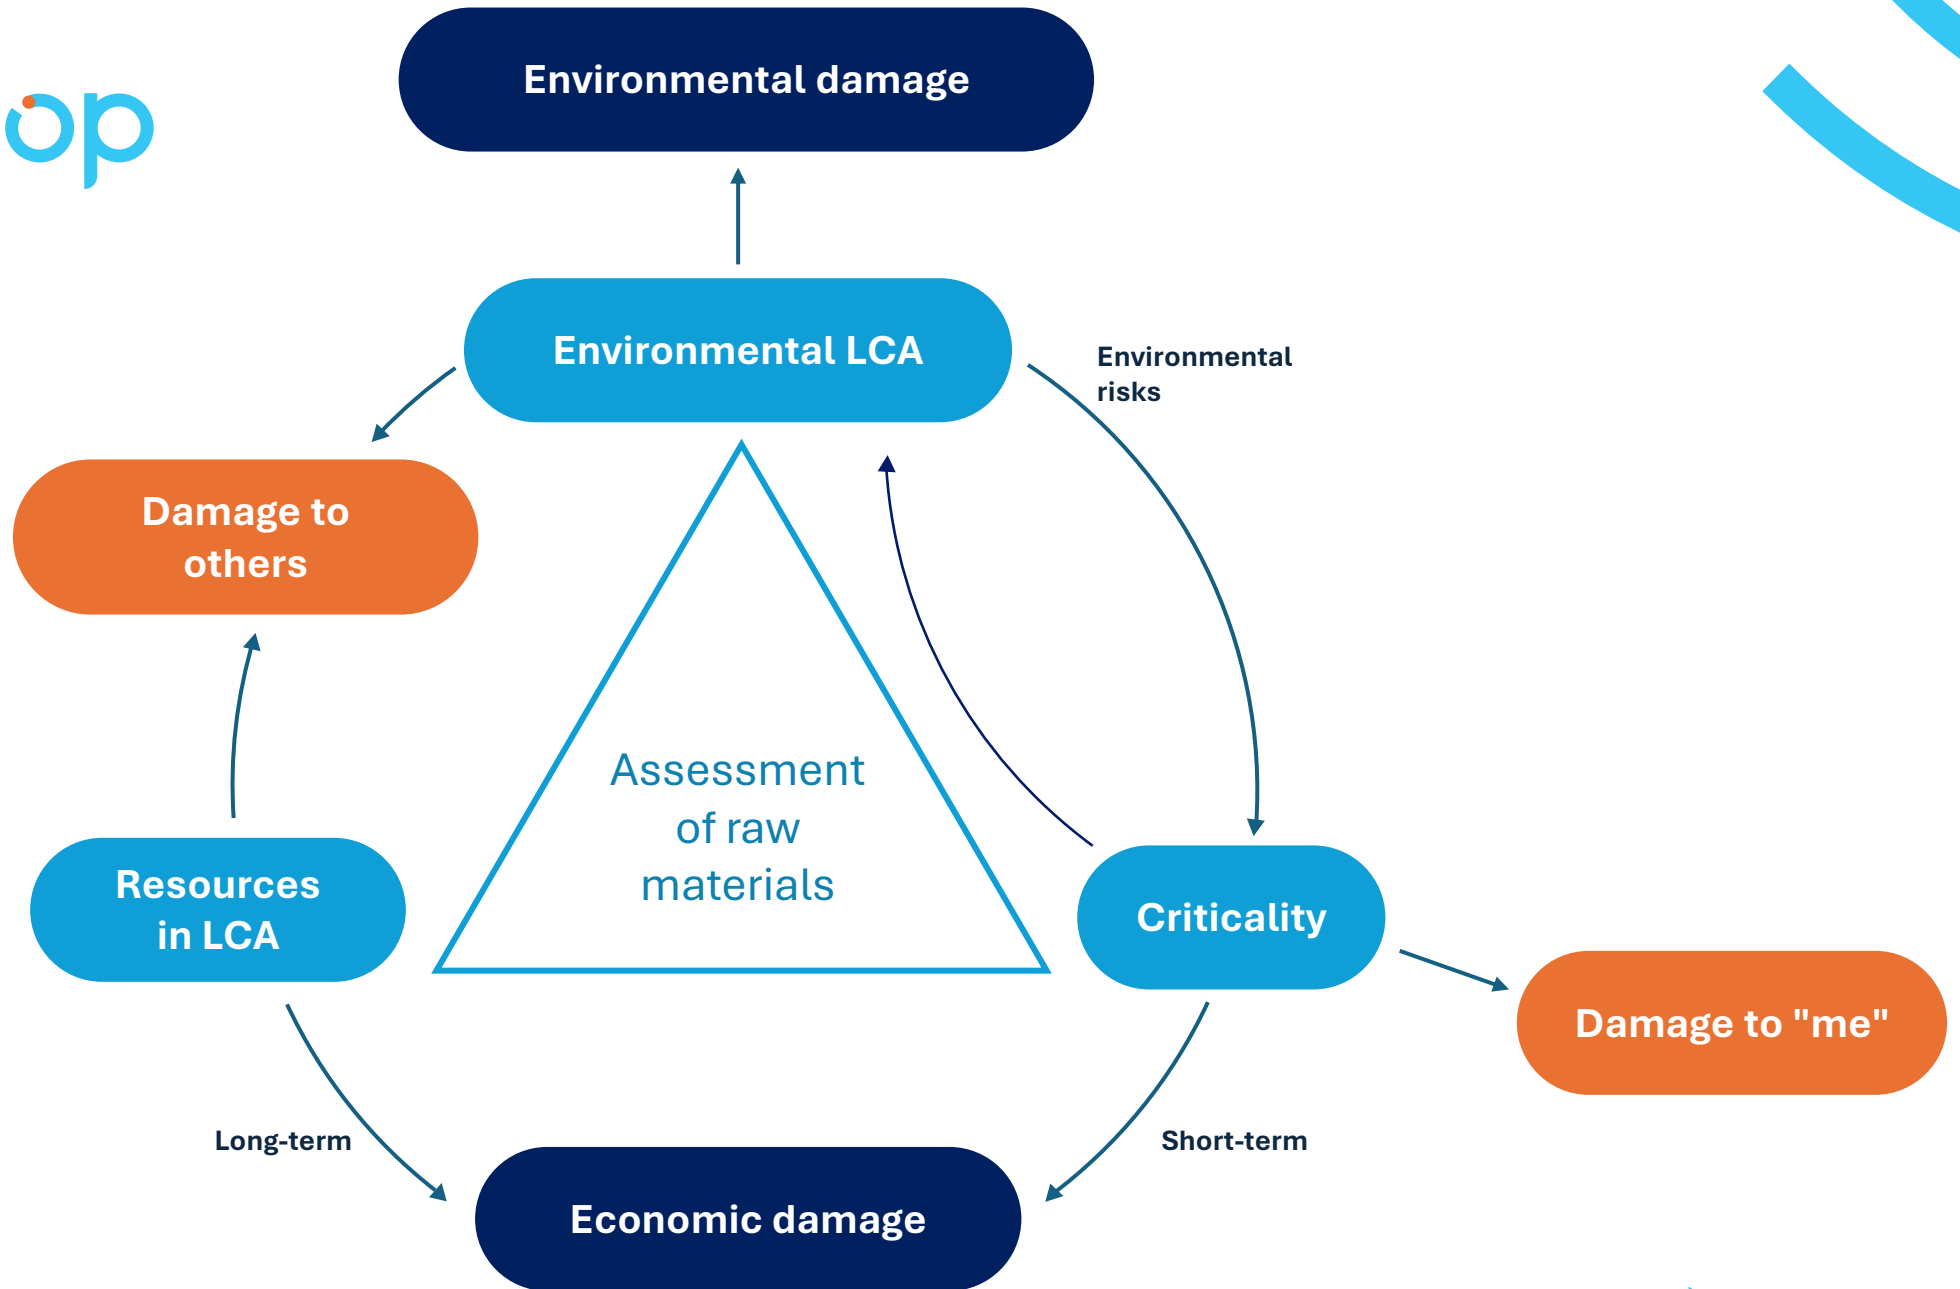 Environmental damage
op
Environmental LCA
Environmental
risks
Damage to
others
Assessment
of raw
materials
Resources
in LCA
Criticality
Damage to "me"
Long-term
Short-term
Economic damage